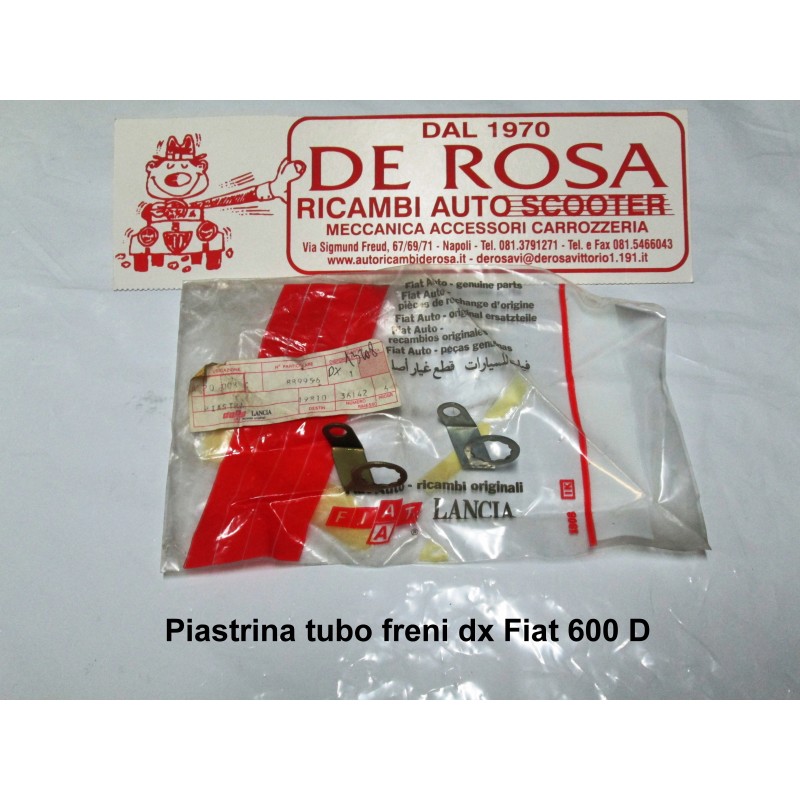 DAL 1970
DE ROSA
RICAMBI AUTO SCOOTER
MECCANICA ACCESSORI CARROZZERIA
Via Sigmund Freud, 67/69/71 - Napoli - Tel. 081.3791271 - Tel. e Fax 081.5466043
www.autoricambiderosa.it - derosavi@derosavittorio1.191.it
Fiat Auto - genuine parts
Fiat Auto -
pièces de rechange d'origine
Fiat Auto - original ersatzteile
Fiat Auto -
recambios originales
Fiat Auto - peças genuínas
قطع غيار أصلية
DX
LANCIA
Fiat Auto - ricambi originali
FIAT LANCIA
Piastrina tubo freni dx Fiat 600 D